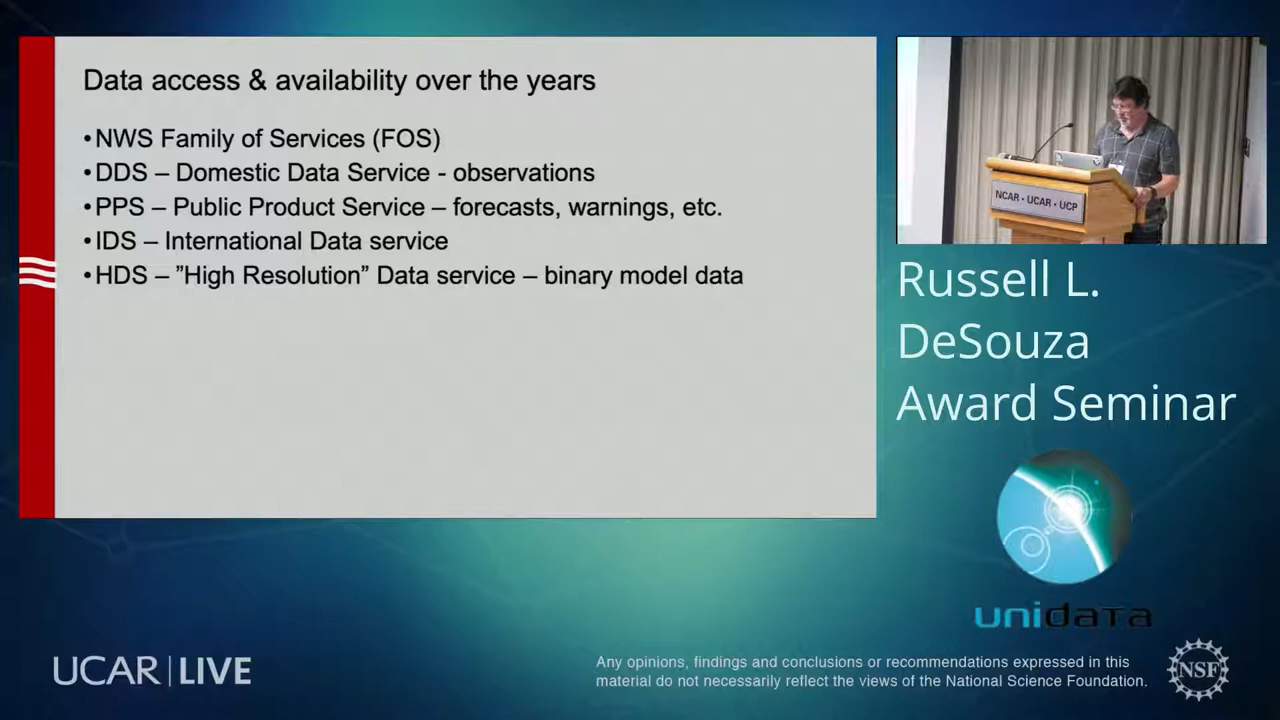 Data access & availability over the years
•NWS Family of Services (FOS)
•DDS – Domestic Data Service - observations
•PPS – Public Product Service – forecasts, warnings, etc.
•IDS – International Data service
•HDS – ”High Resolution” Data service – binary model data
NCAR • UCAR • UCP
Russell L.
DeSouza
Award Seminar
unidata
UCAR | LIVE
Any opinions, findings and conclusions or recommendations expressed in this
material do not necessarily reflect the views of the National Science Foundation.
NSF